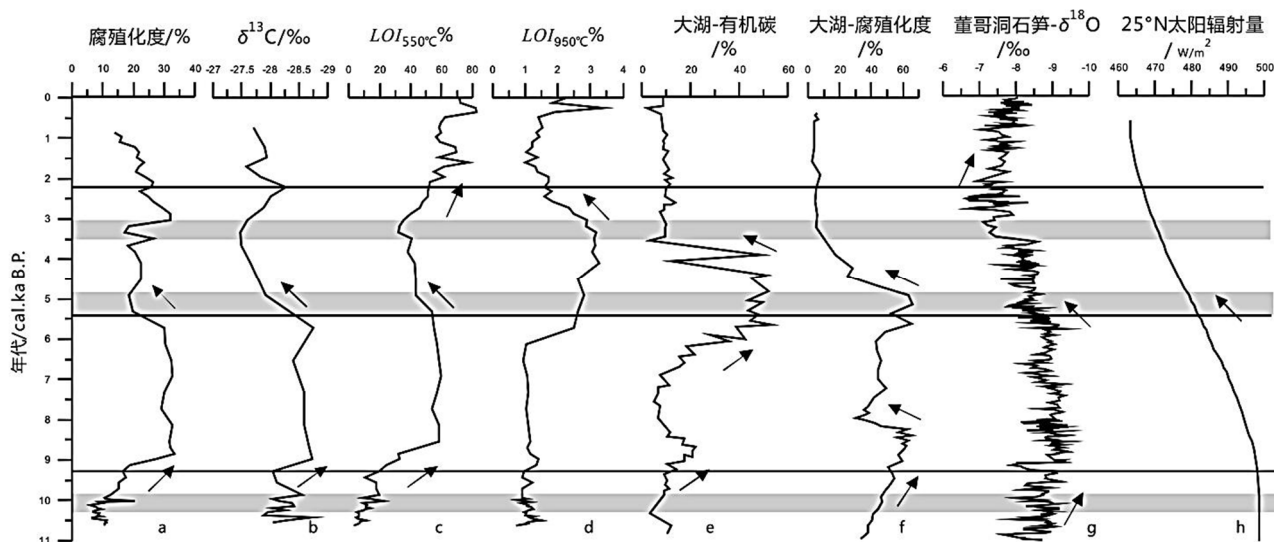 腐殖化度/%
δ¹³C/‰
LOI550℃%
LOI950℃%
大湖-有机碳
/%
大湖-腐殖化度
/%
董哥洞石笋-δ¹⁸O
/‰
25°N太阳辐射量
/ W/m²
0 10 20 30 40
-27 -27.5 -28 -28.5 -29
0 20 40 60 80
0 1 2 3 4
0 20 40 60
0 20 40 60
-6 -7 -8 -9 -10
460 470 480 490 500
年代/cal.ka B.P.
0
1
2
3
4
5
6
7
8
9
10
11
a b c d e f g h